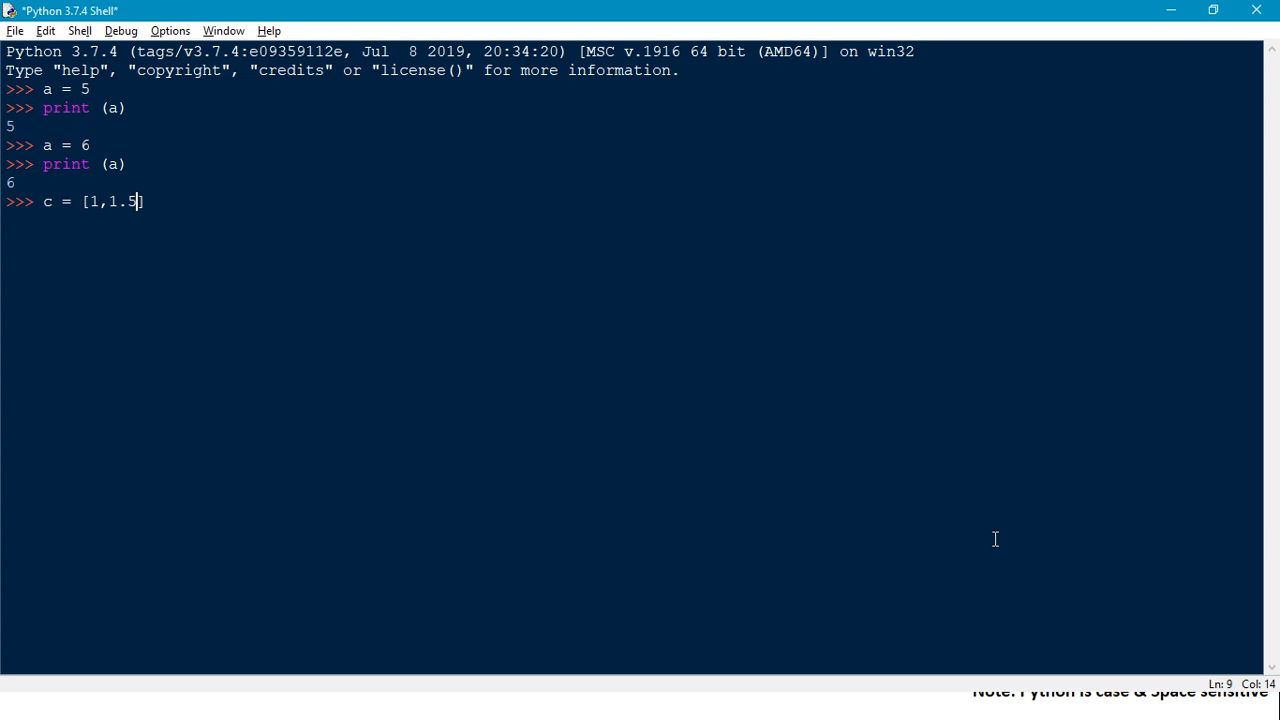 *Python 3.7.4 Shell*
File Edit Shell Debug Options Window Help
Python 3.7.4 (tags/v3.7.4:e09359112e, Jul  8 2019, 20:34:20) [MSC v.1916 64 bit (AMD64)] on win32
Type "help", "copyright", "credits" or "license()" for more information.
>>> a = 5
>>> print (a)
5
>>> a = 6
>>> print (a)
6
>>> c = [1,1.5]
Ln: 9 Col: 14
Note: Python is case & Space sensitive